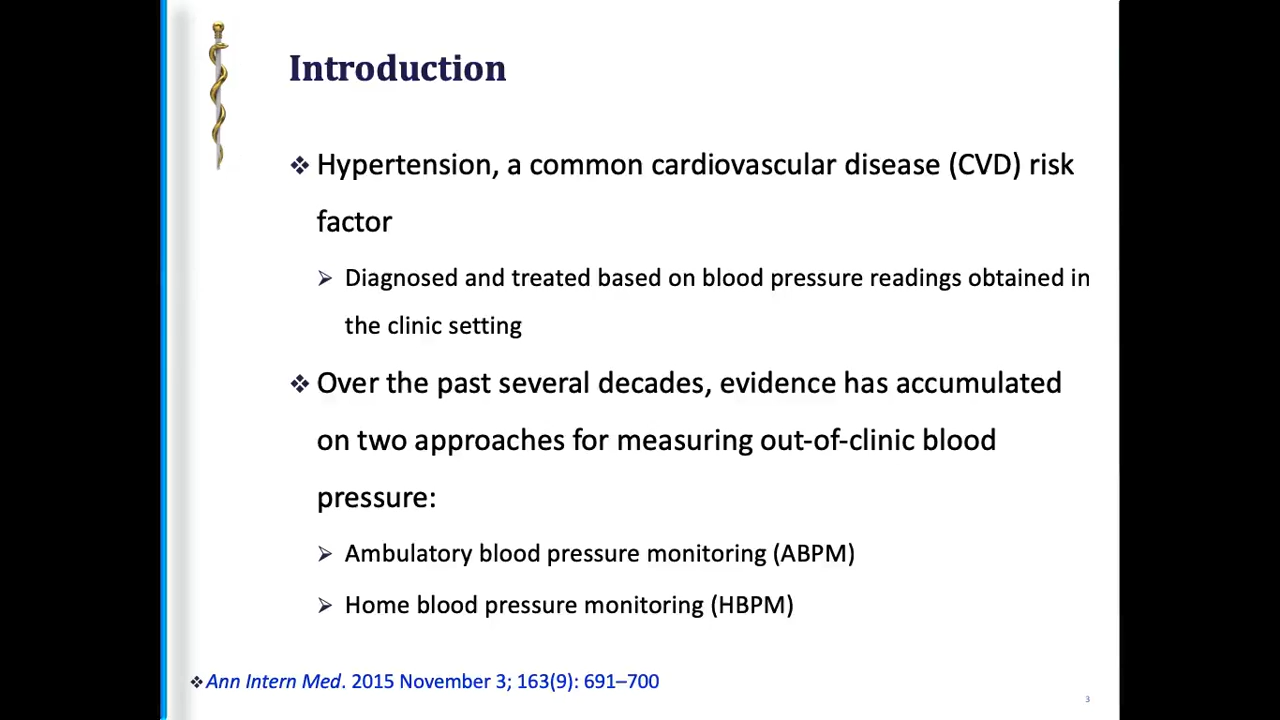 Introduction
❖ Hypertension, a common cardiovascular disease (CVD) risk
factor
➢ Diagnosed and treated based on blood pressure readings obtained in
the clinic setting
❖ Over the past several decades, evidence has accumulated
on two approaches for measuring out-of-clinic blood
pressure:
➢ Ambulatory blood pressure monitoring (ABPM)
➢ Home blood pressure monitoring (HBPM)
❖ Ann Intern Med. 2015 November 3; 163(9): 691–700
3